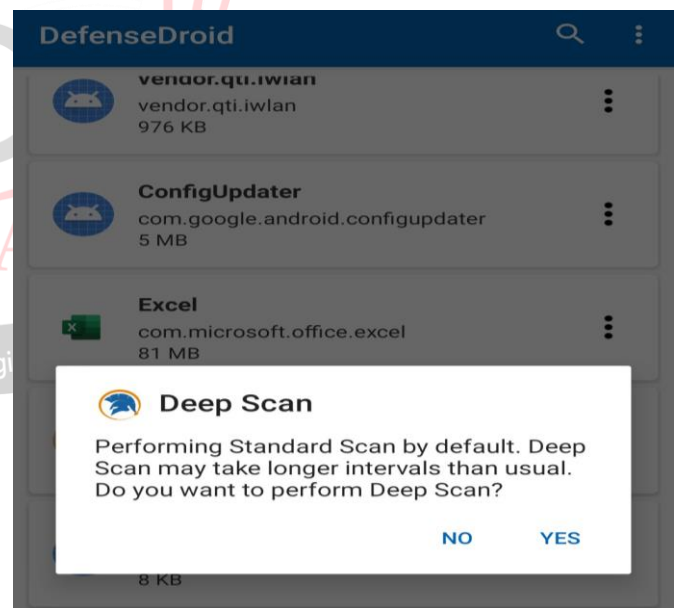 DefenseDroid
vendor.qti.iwlan
vendor.qti.iwlan
976 KB
ConfigUpdater
com.google.android.configupdater
5 MB
Excel
com.microsoft.office.excel
81 MB
Deep Scan
Performing Standard Scan by default. Deep
Scan may take longer intervals than usual.
Do you want to perform Deep Scan?
NO YES
8 KB